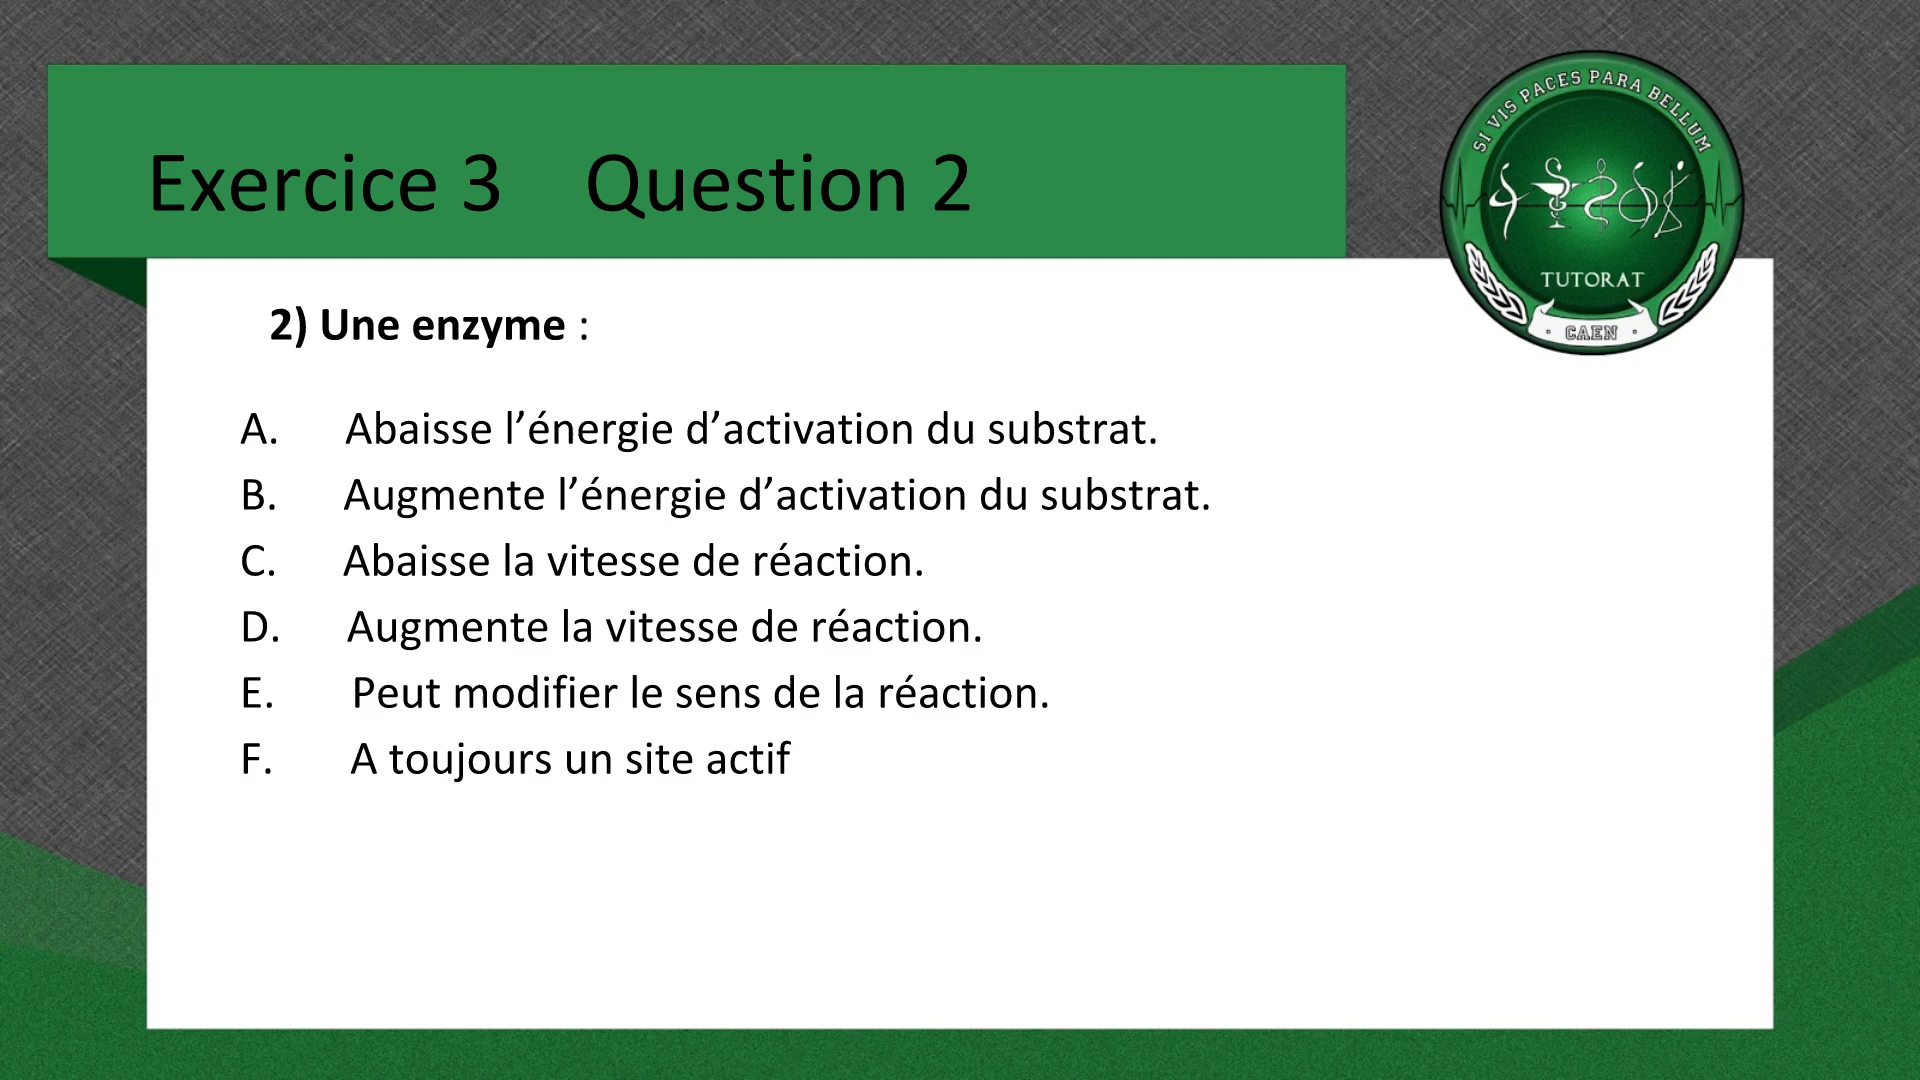 Exercice 3 Question 2
SI VIS PACES PARA BELLUM
TUTORAT
· CAEN ·
2) Une enzyme :
A. Abaisse l’énergie d’activation du substrat.
B. Augmente l’énergie d’activation du substrat.
C. Abaisse la vitesse de réaction.
D. Augmente la vitesse de réaction.
E. Peut modifier le sens de la réaction.
F. A toujours un site actif